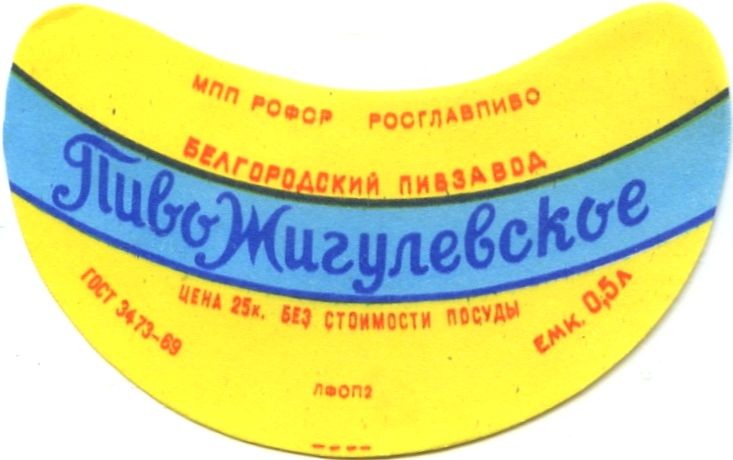 МПП РСФСР РОСГЛАВПИВО
БЕЛГОРОДСКИЙ ПИВЗАВОД
Пиво Жигулевское
ГОСТ 3473-69
ЦЕНА 25к. БЕЗ СТОИМОСТИ ПОСУДЫ
ЕМК. 0,5л
ЛФОП2